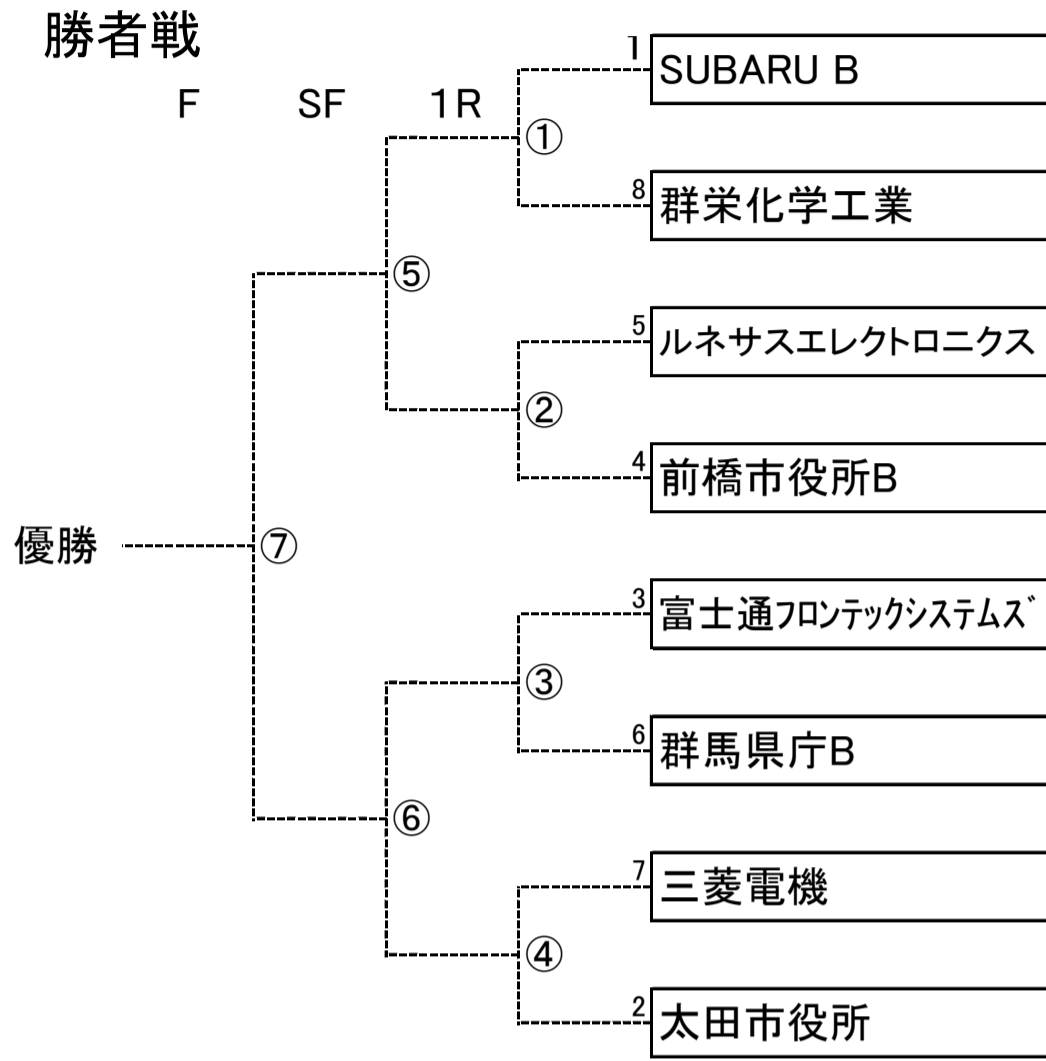 勝者戦
F SF 1R
1 SUBARU B
①
8 群栄化学工業
⑤
5 ルネサスエレクトロニクス
②
4 前橋市役所B
優勝 ⑦
3 富士通フロンテックシステムズ
③
6 群馬県庁B
⑥
7 三菱電機
④
2 太田市役所